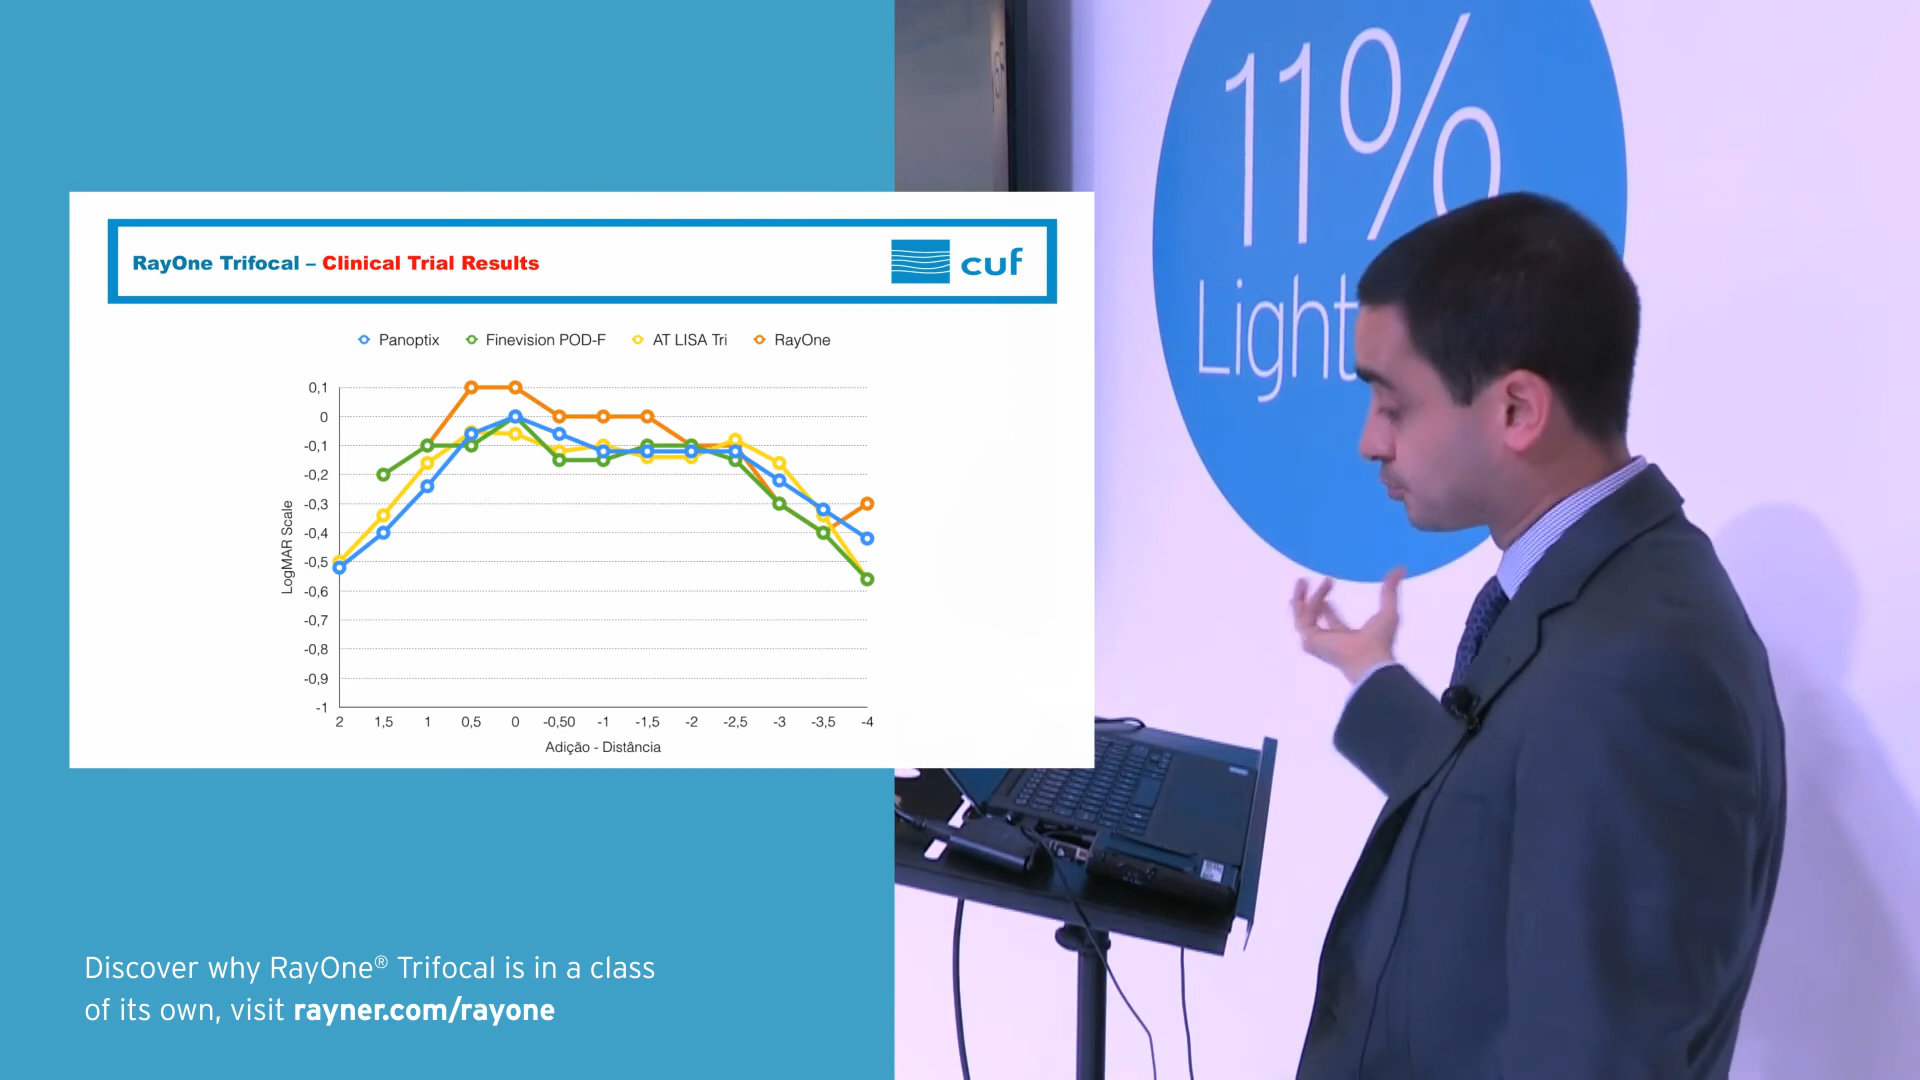 11%
Light
RayOne Trifocal – Clinical Trial Results
cuf
Panoptix
Finevision POD-F
AT LISA Tri
RayOne
0,1
0
-0,1
-0,2
-0,3
-0,4
-0,5
-0,6
-0,7
-0,8
-0,9
-1
LogMAR Scale
2 1,5 1 0,5 0 -0,50 -1 -1,5 -2 -2,5 -3 -3,5 -4
Adição - Distância
Discover why RayOne® Trifocal is in a class
of its own, visit rayner.com/rayone